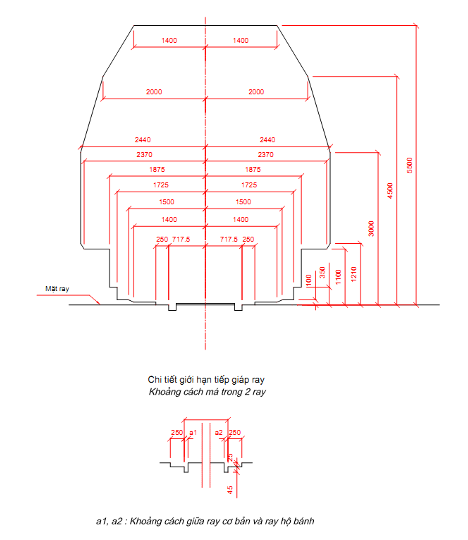 1400 1400
2000 2000
2440 2440
2370 2370
1875 1875
1725 1725
1500 1500
1400 1400
250 717.5 717.5 250
100
350
1100
1210
3000
4500
5500
Mặt ray
Chi tiết giới hạn tiếp giáp ray
Khoảng cách má trong 2 ray
250 a1 a2 250
25
45
a1, a2 : Khoảng cách giữa ray cơ bản và ray hộ bánh